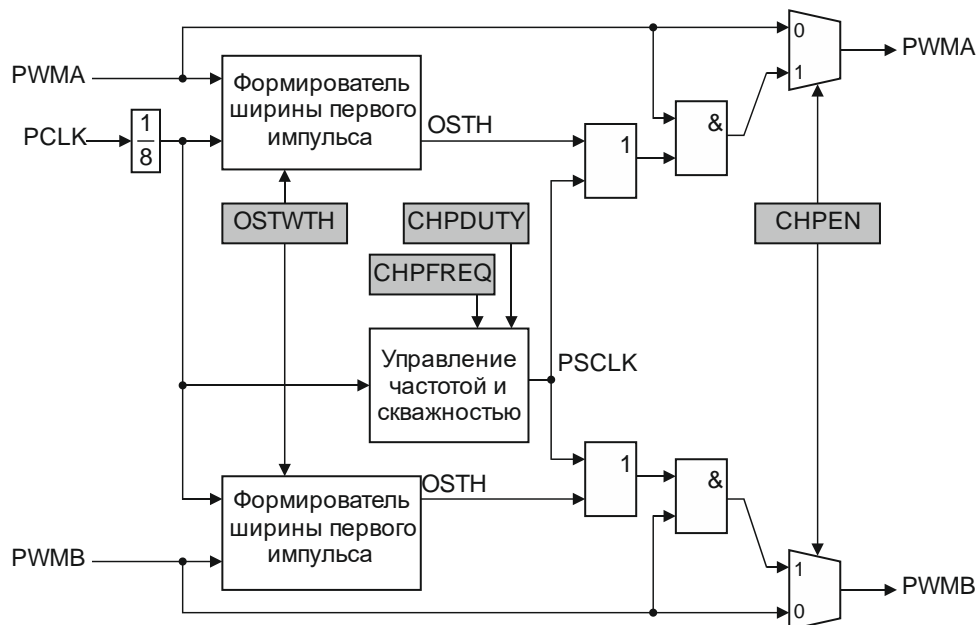 0
PWMA
PWMA
Формирователь
ширины первого
импульса
1
OSTH
&
PCLK
1
8
1
OSTWTH
CHPDUTY
CHPEN
CHPFREQ
Управление
частотой и
скважностью
PSCLK
1
OSTH
&
Формирователь
ширины первого
импульса
PWMB
1
PWMB
0